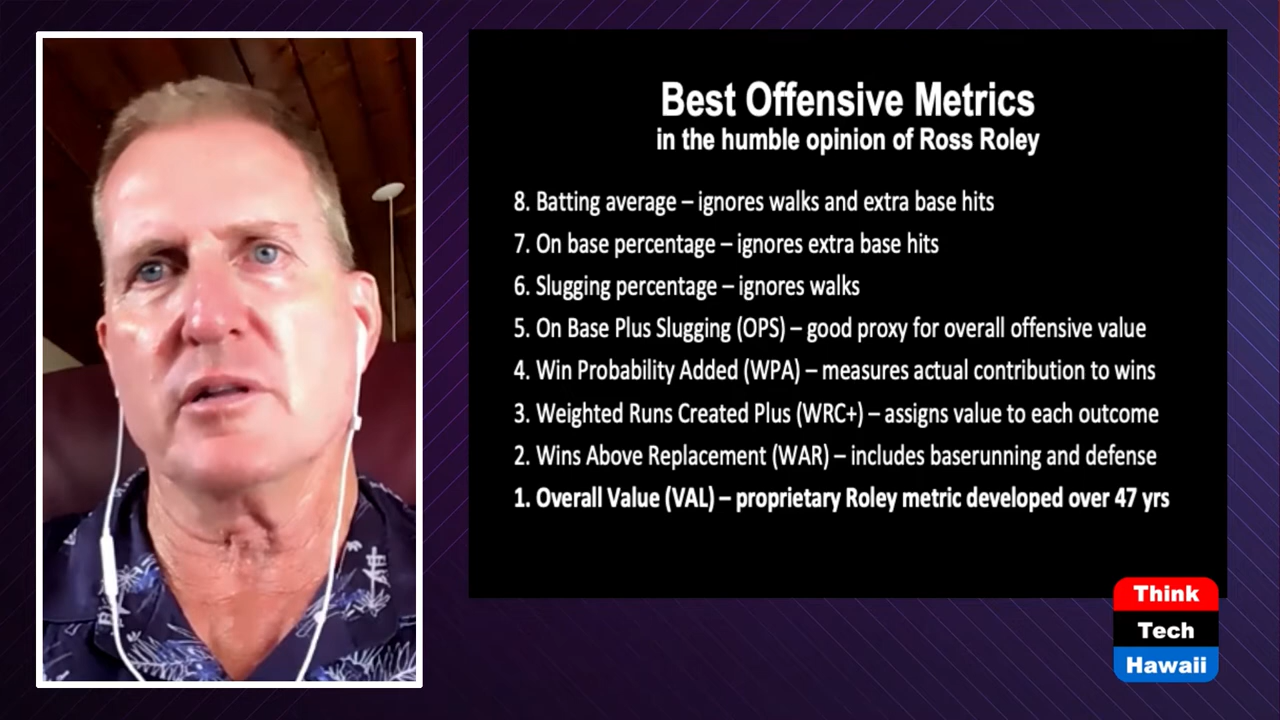 Best Offensive Metrics
in the humble opinion of Ross Roley
8. Batting average – ignores walks and extra base hits
7. On base percentage – ignores extra base hits
6. Slugging percentage – ignores walks
5. On Base Plus Slugging (OPS) – good proxy for overall offensive value
4. Win Probability Added (WPA) – measures actual contribution to wins
3. Weighted Runs Created Plus (WRC+) – assigns value to each outcome
2. Wins Above Replacement (WAR) – includes baserunning and defense
1. Overall Value (VAL) – proprietary Roley metric developed over 47 yrs
Think
Tech
Hawaii